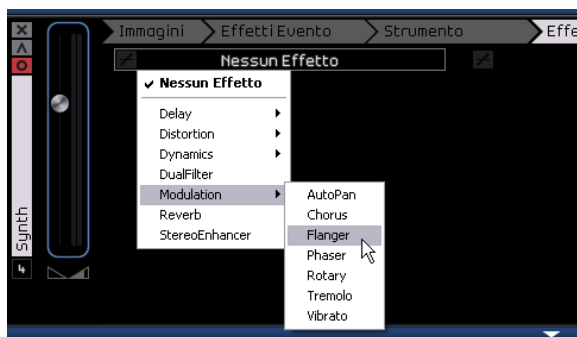 Immagini
Effetti Evento
Strumento
Effe
Nessun Effetto
Nessun Effetto
Delay
Distortion
Dynamics
DualFilter
Modulation
Reverb
StereoEnhancer
AutoPan
Chorus
Flanger
Phaser
Rotary
Tremolo
Vibrato
Synth
4